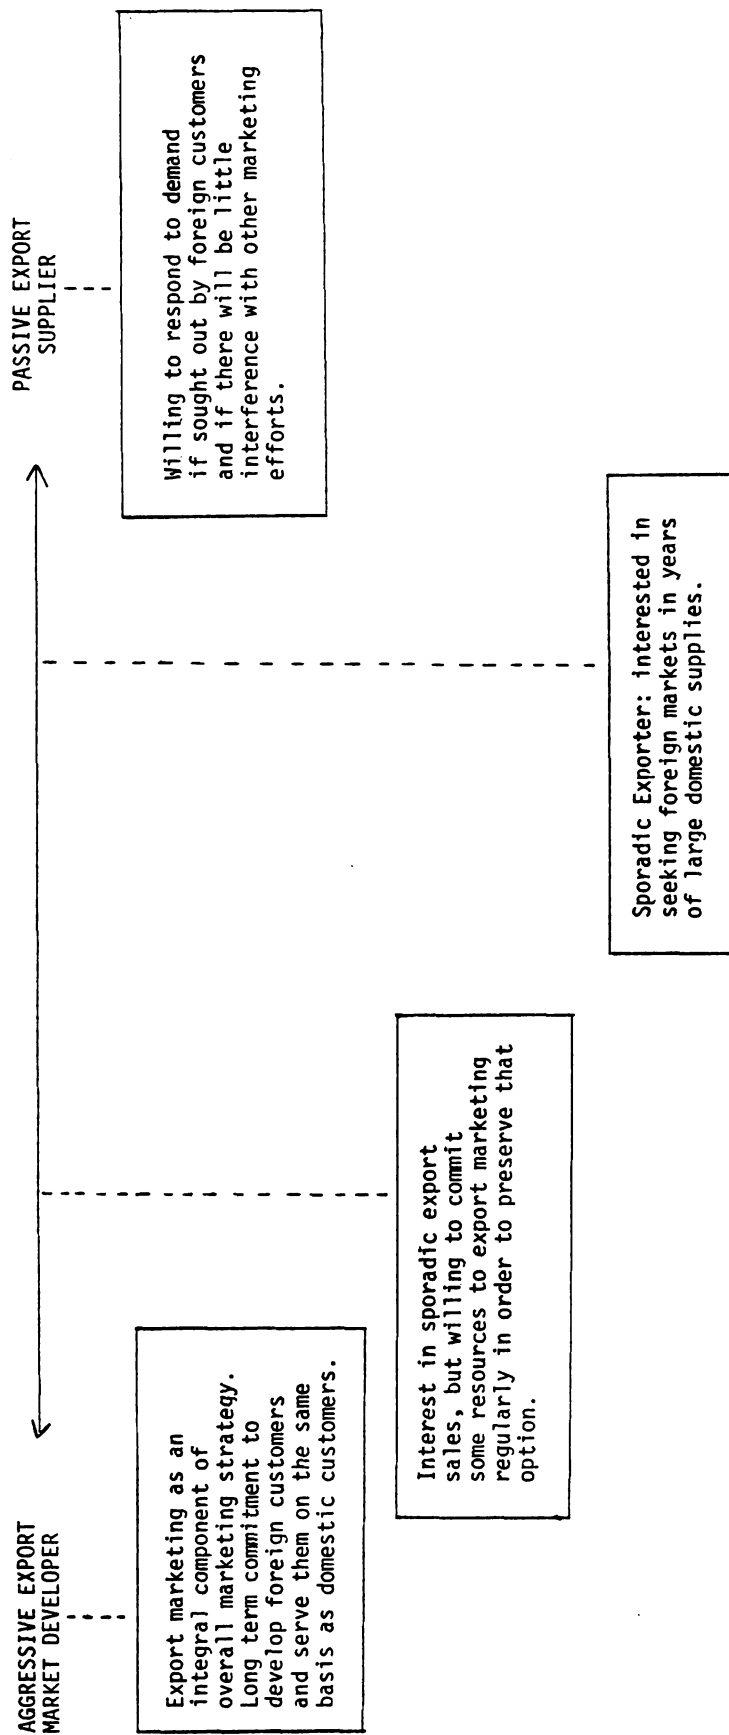 AGGRESSIVE EXPORT
MARKET DEVELOPER
PASSIVE EXPORT
SUPPLIER
Export marketing as an
integral component of
overall marketing strategy.
Long term commitment to
develop foreign customers
and serve them on the same
basis as domestic customers.
Interest in sporadic export
sales, but willing to commit
some resources to export marketing
regularly in order to preserve that
option.
Sporadic Exporter: interested in
seeking foreign markets in years
of large domestic supplies.
Willing to respond to demand
if sought out by foreign customers
and if there will be little
interference with other marketing
efforts.